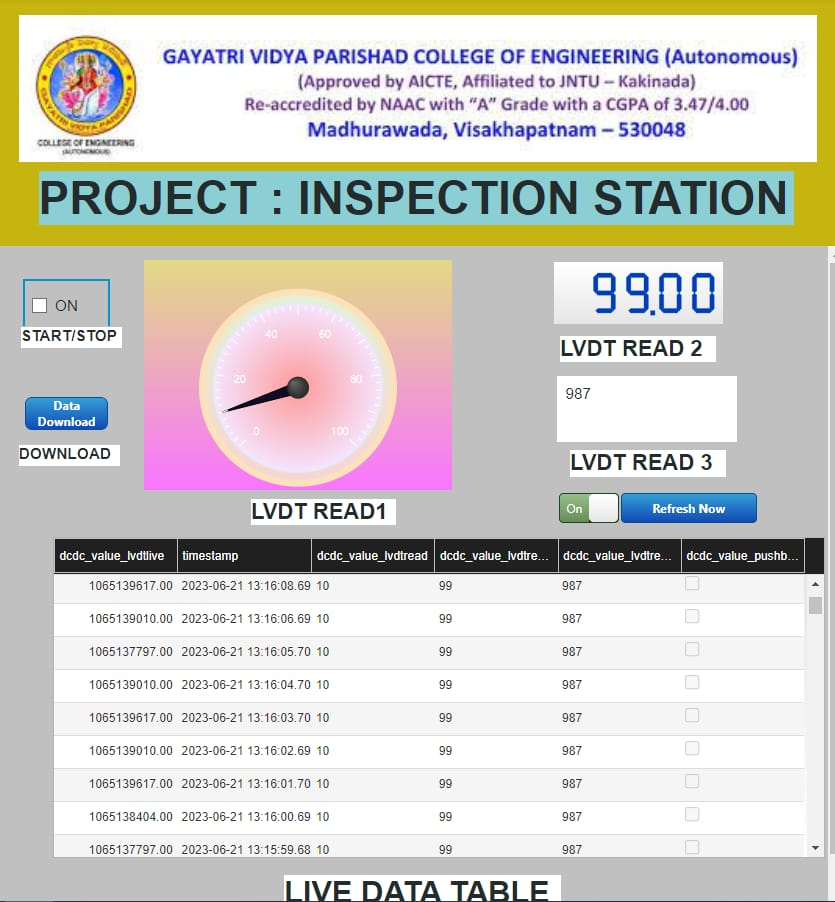 GAYATRI VIDYA PARISHAD COLLEGE OF ENGINEERING (Autonomous)
(Approved by AICTE, Affiliated to JNTU – Kakinada)
Re-accredited by NAAC with “A” Grade with a CGPA of 3.47/4.00
Madhurawada, Visakhapatnam – 530048
GAYATRI VIDYA PARISHAD
COLLEGE OF ENGINEERING
(AUTONOMOUS)
PROJECT : INSPECTION STATION
ON
START/STOP
Data
Download
DOWNLOAD
40 60
20 80
0 100
LVDT READ1
99.00
LVDT READ 2
987
LVDT READ 3
On Refresh Now
dcdc_value_lvdtlive timestamp dcdc_value_lvdtread dcdc_value_lvdtre... dcdc_value_lvdtre... dcdc_value_pushb...
1065139617.00 2023-06-21 13:16:08.69 10 99 987
1065139010.00 2023-06-21 13:16:06.69 10 99 987
1065137797.00 2023-06-21 13:16:05.70 10 99 987
1065139010.00 2023-06-21 13:16:04.70 10 99 987
1065139617.00 2023-06-21 13:16:03.70 10 99 987
1065139010.00 2023-06-21 13:16:02.69 10 99 987
1065139617.00 2023-06-21 13:16:01.70 10 99 987
1065138404.00 2023-06-21 13:16:00.69 10 99 987
1065137797.00 2023-06-21 13:15:59.68 10 99 987
LIVE DATA TABLE